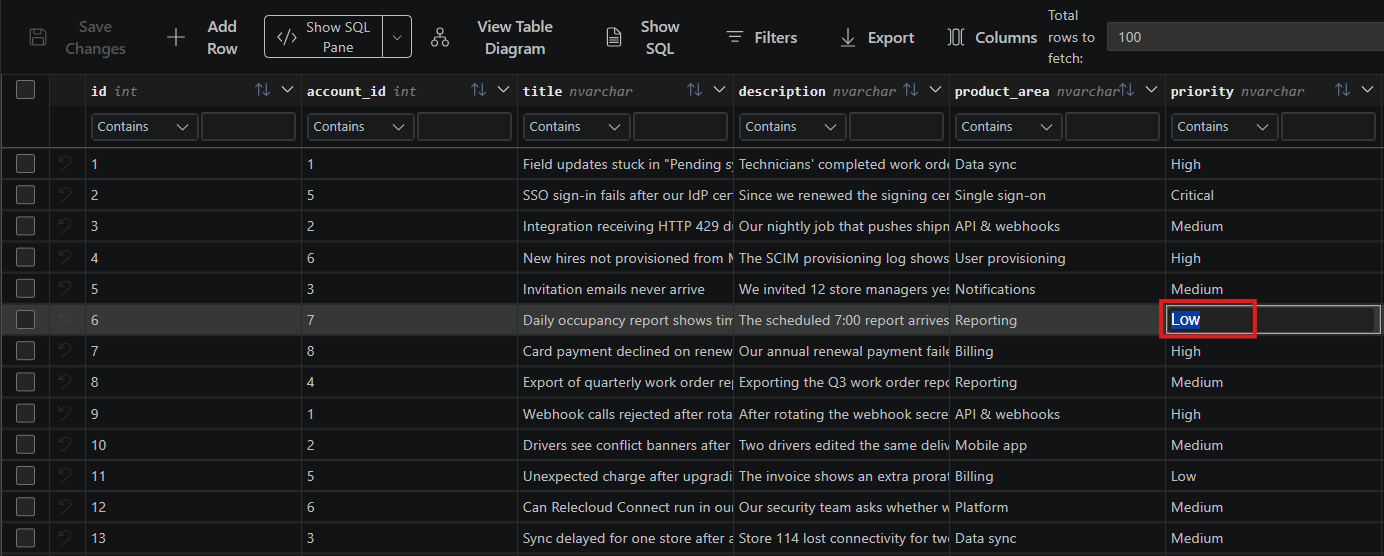 Save Changes
Add Row
Show SQL Pane
View Table Diagram
Show SQL
Filters
Export
Columns
Total rows to fetch:
100
id int account_id int title nvarchar description nvarchar product_area nvarchar priority nvarchar
Contains Contains Contains Contains Contains Contains
1 1 Field updates stuck in "Pending sy Technicians' completed work orde Data sync High
2 5 SSO sign-in fails after our IdP cer Since we renewed the signing cer Single sign-on Critical
3 2 Integration receiving HTTP 429 du Our nightly job that pushes shipm API & webhooks Medium
4 6 New hires not provisioned from M The SCIM provisioning log shows User provisioning High
5 3 Invitation emails never arrive We invited 12 store managers yes Notifications Medium
6 7 Daily occupancy report shows tim The scheduled 7:00 report arrives Reporting Low
7 8 Card payment declined on renew Our annual renewal payment faile Billing High
8 4 Export of quarterly work order rep Exporting the Q3 work order repo Reporting Medium
9 1 Webhook calls rejected after rota After rotating the webhook secre API & webhooks High
10 2 Drivers see conflict banners after Two drivers edited the same deliv Mobile app Medium
11 5 Unexpected charge after upgradi The invoice shows an extra prorat Billing Low
12 6 Can Relecloud Connect run in our Our security team asks whether w Platform Medium
13 3 Sync delayed for one store after a Store 114 lost connectivity for two Data sync Medium